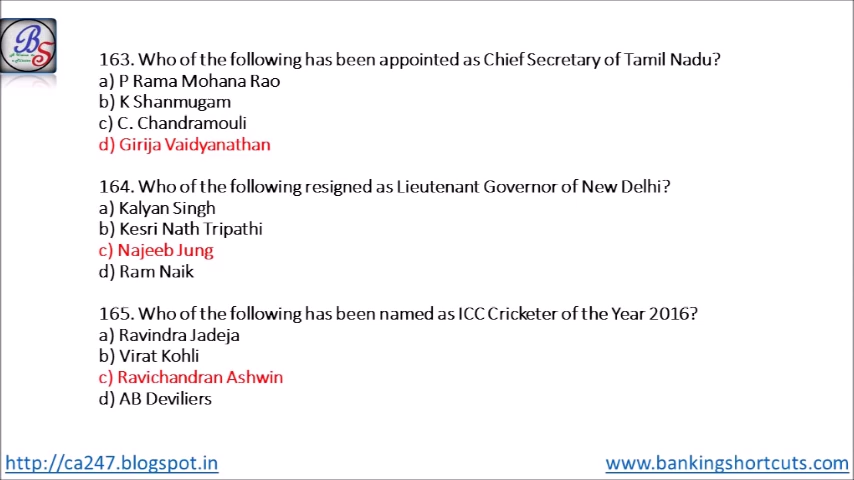 BS
163. Who of the following has been appointed as Chief Secretary of Tamil Nadu?
a) P Rama Mohana Rao
b) K Shanmugam
c) C. Chandramouli
d) Girija Vaidyanathan
164. Who of the following resigned as Lieutenant Governor of New Delhi?
a) Kalyan Singh
b) Kesri Nath Tripathi
c) Najeeb Jung
d) Ram Naik
165. Who of the following has been named as ICC Cricketer of the Year 2016?
a) Ravindra Jadeja
b) Virat Kohli
c) Ravichandran Ashwin
d) AB Deviliers
http://ca247.blogspot.in
www.bankingshortcuts.com